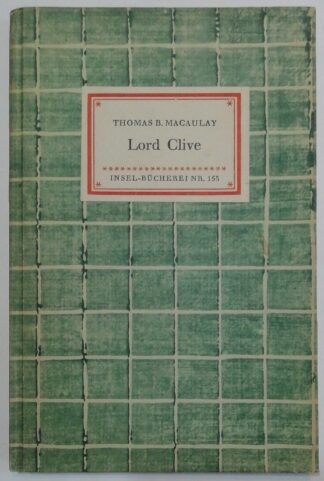 THOMAS B. MACAULAY
Lord Clive
INSEL-BÜCHEREI NR. 155